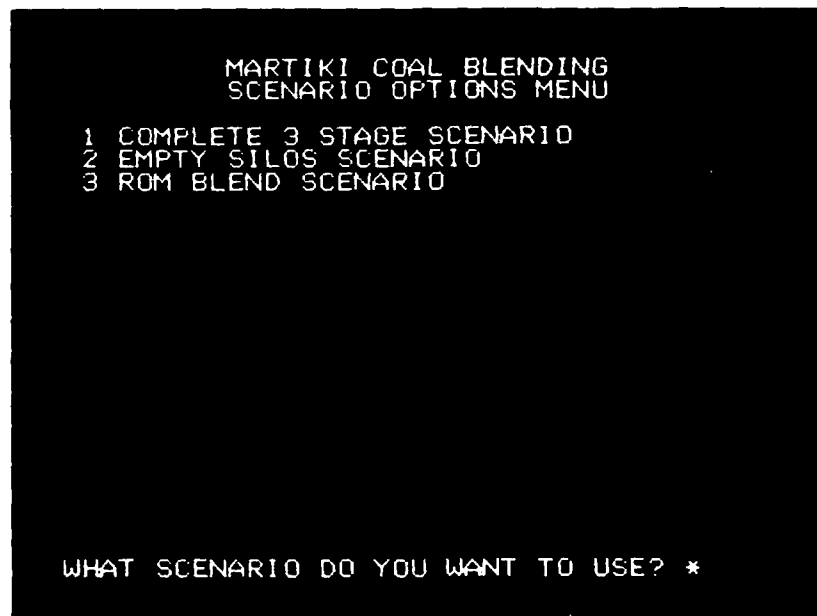 MARTIKI COAL BLENDING
SCENARIO OPTIONS MENU
1 COMPLETE 3 STAGE SCENARIO
2 EMPTY SILOS SCENARIO
3 ROM BLEND SCENARIO
WHAT SCENARIO DO YOU WANT TO USE? *